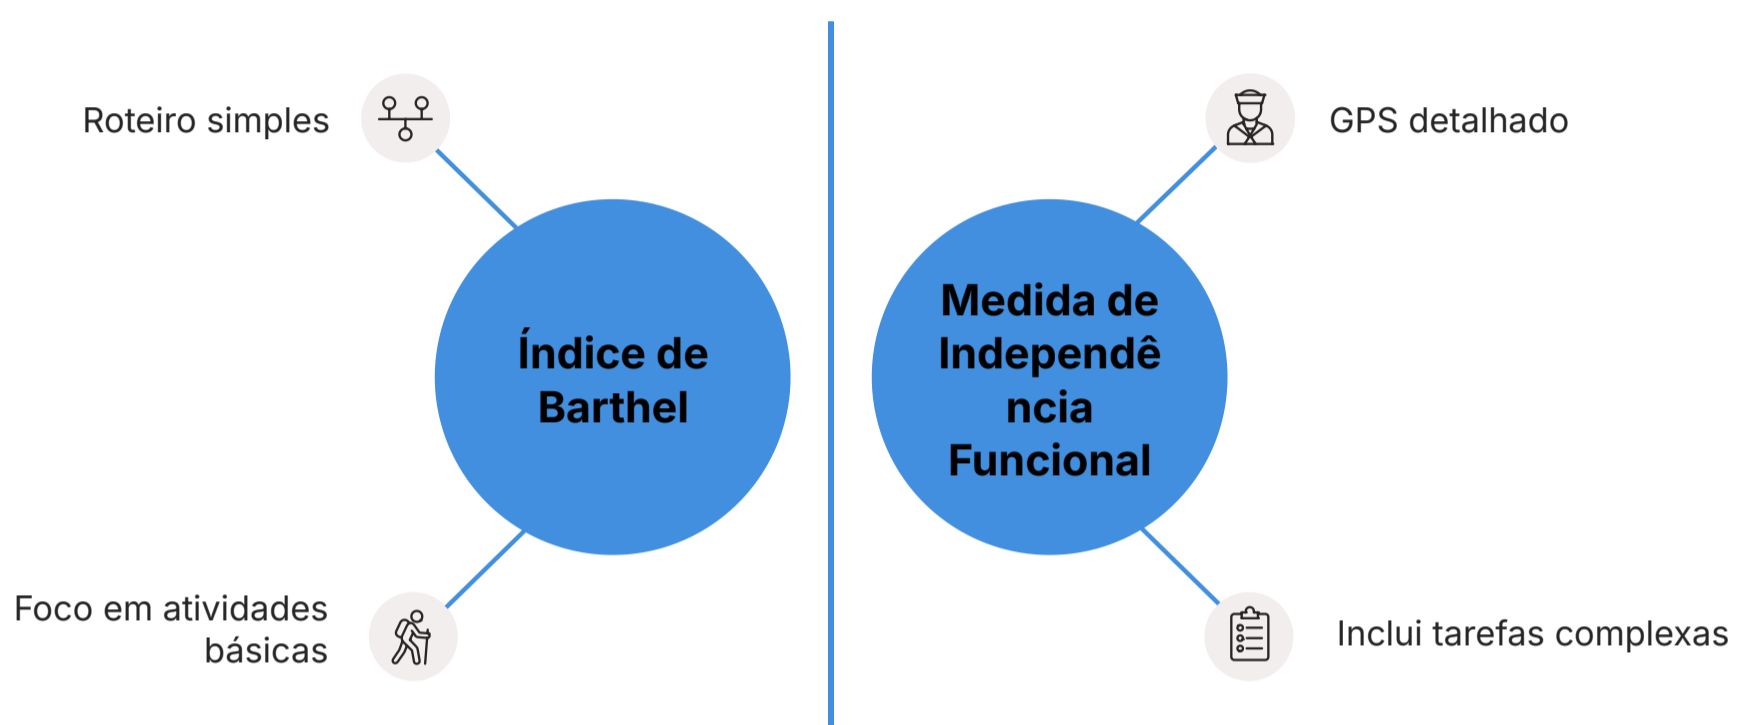 Roteiro simples
Índice de
Barthel
Foco em atividades
básicas
GPS detalhado
Medida de
Independê
ncia
Funcional
Inclui tarefas complexas